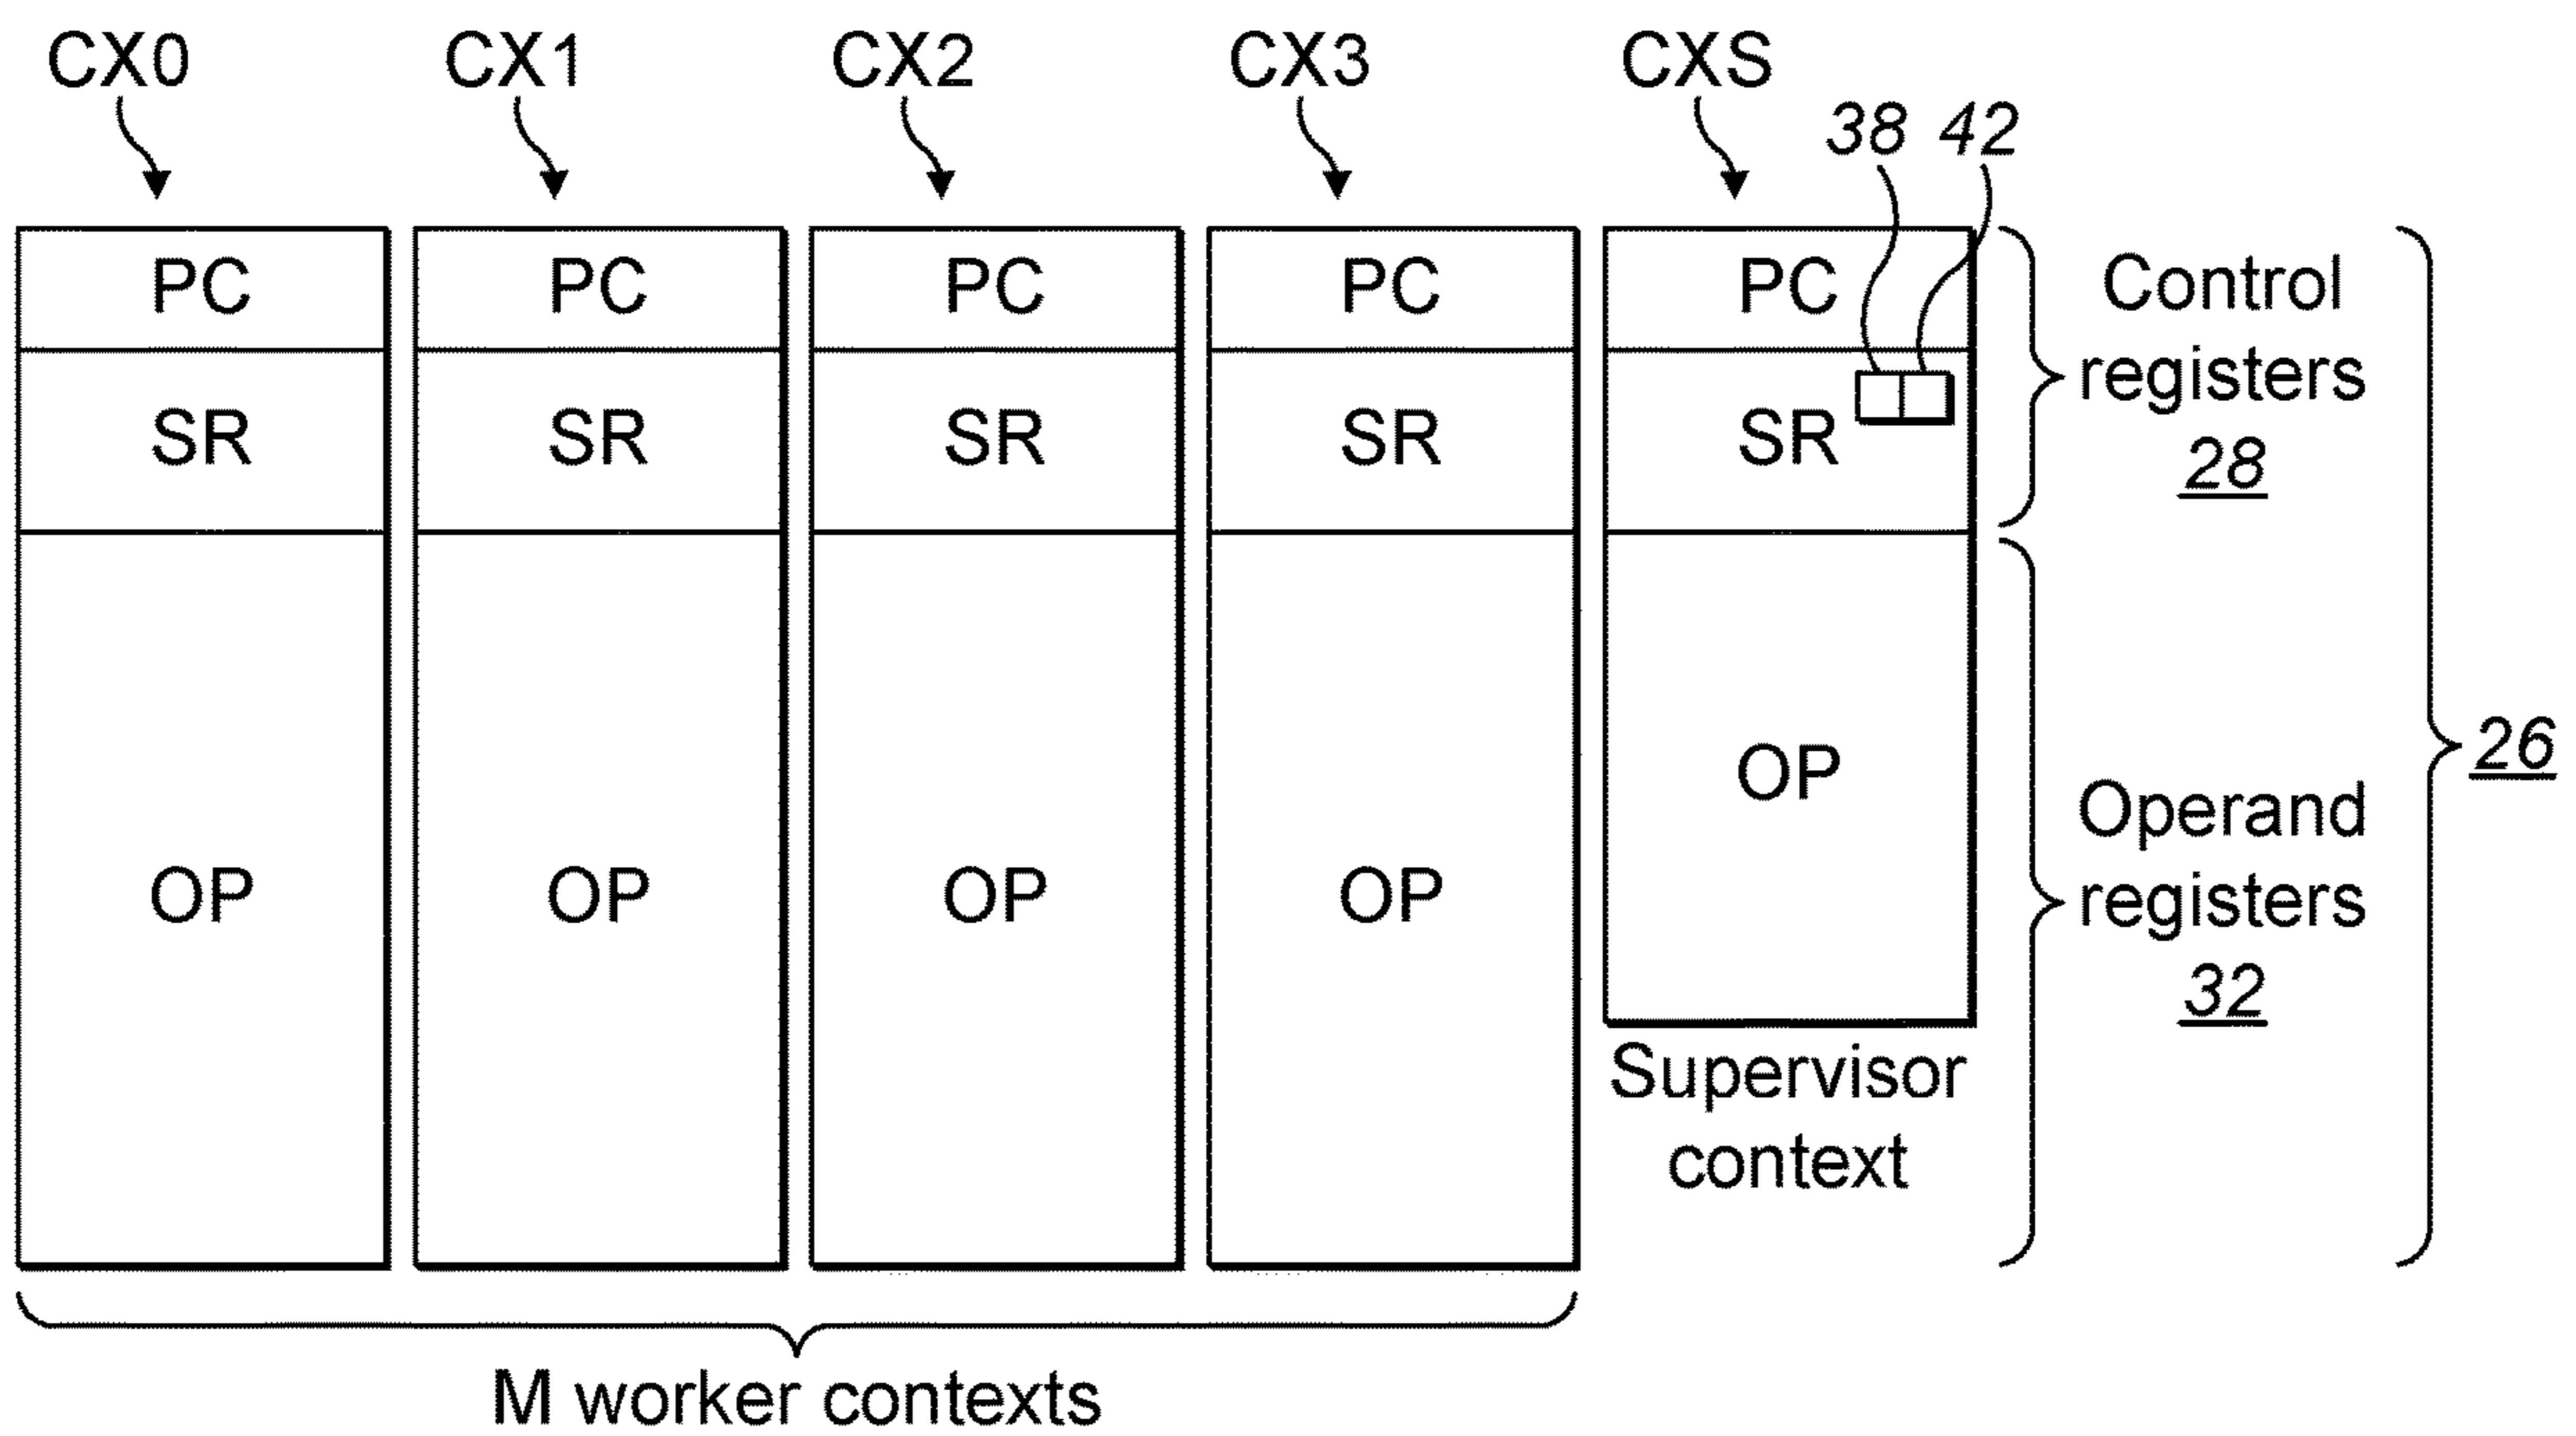 CX0 CX1 CX2 CX3 CXS
38 42
PC PC PC PC PC
SR SR SR SR SR
OP OP OP OP OP
Supervisor
context
Control
registers
28
Operand
registers
32
26
M worker contexts